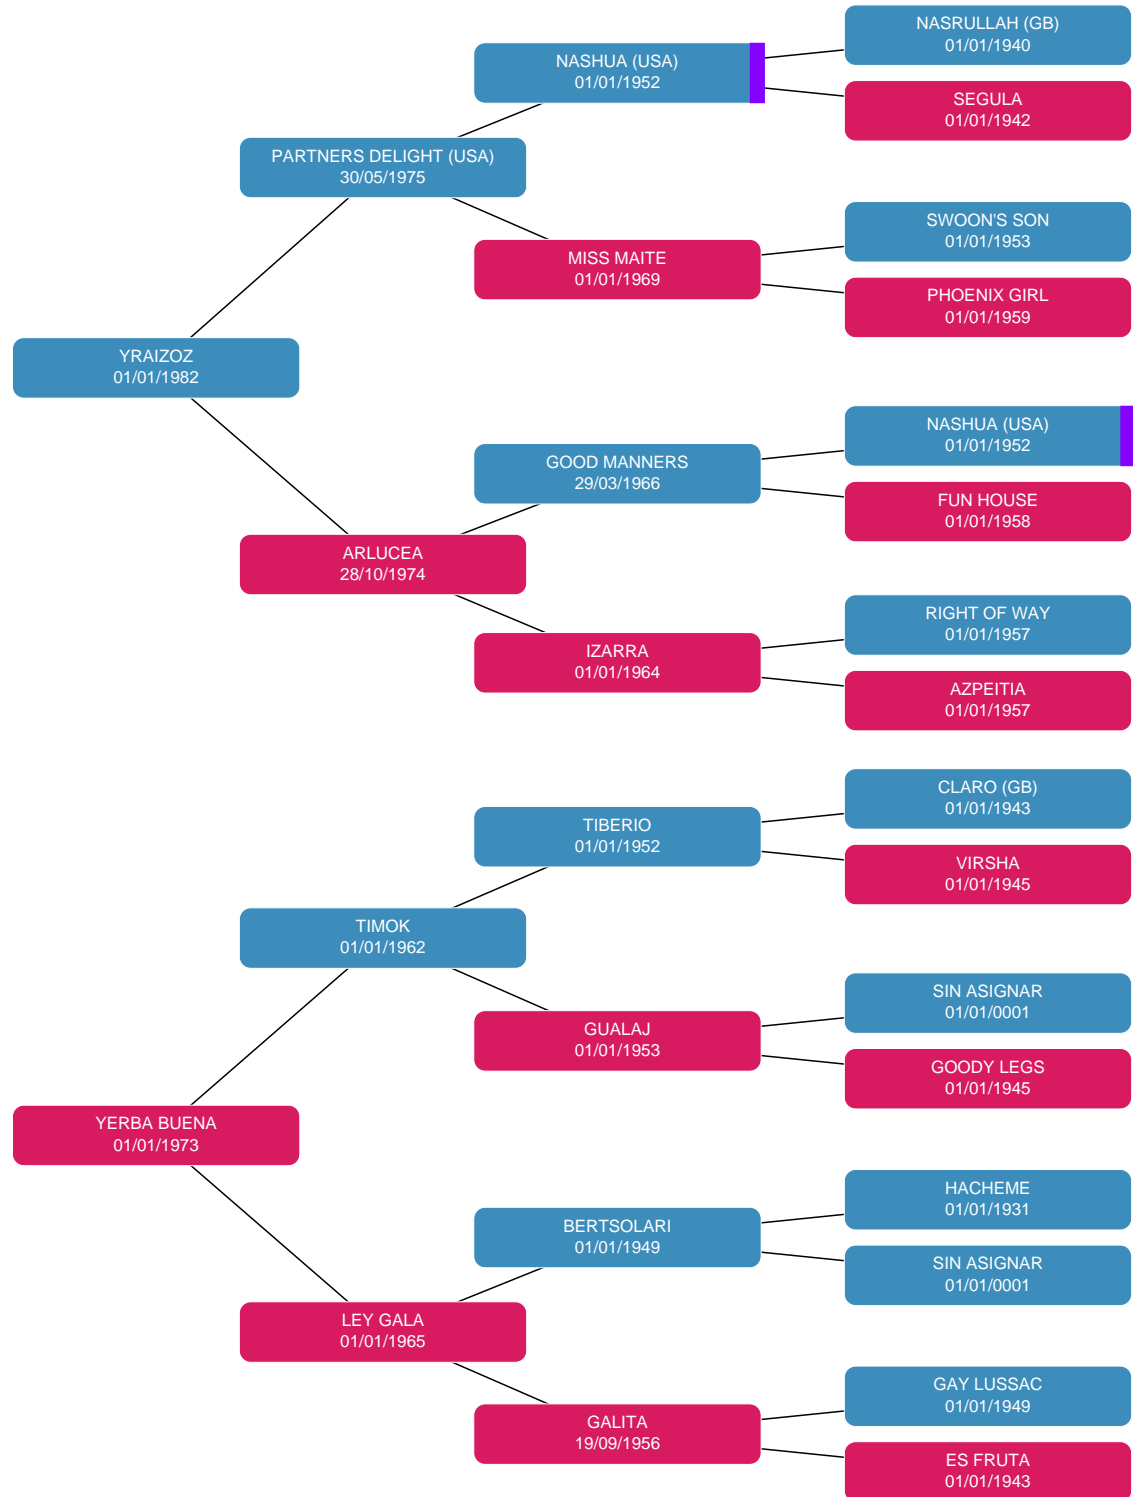 NASRULLAH (GB)
01/01/1940
NASHUA (USA)
01/01/1952
SEGULA
01/01/1942
PARTNERS DELIGHT (USA)
30/05/1975
SWOON'S SON
01/01/1953
MISS MAITE
01/01/1969
PHOENIX GIRL
01/01/1959
YRAIZOZ
01/01/1982
NASHUA (USA)
01/01/1952
GOOD MANNERS
29/03/1966
FUN HOUSE
01/01/1958
ARLUCEA
28/10/1974
RIGHT OF WAY
01/01/1957
IZARRA
01/01/1964
AZPEITIA
01/01/1957
CLARO (GB)
01/01/1943
TIBERIO
01/01/1952
VIRSHA
01/01/1945
TIMOK
01/01/1962
SIN ASIGNAR
01/01/0001
GUALAJ
01/01/1953
GOODY LEGS
01/01/1945
YERBA BUENA
01/01/1973
HACHEME
01/01/1931
BERTSOLARI
01/01/1949
SIN ASIGNAR
01/01/0001
LEY GALA
01/01/1965
GAY LUSSAC
01/01/1949
GALITA
19/09/1956
ES FRUTA
01/01/1943